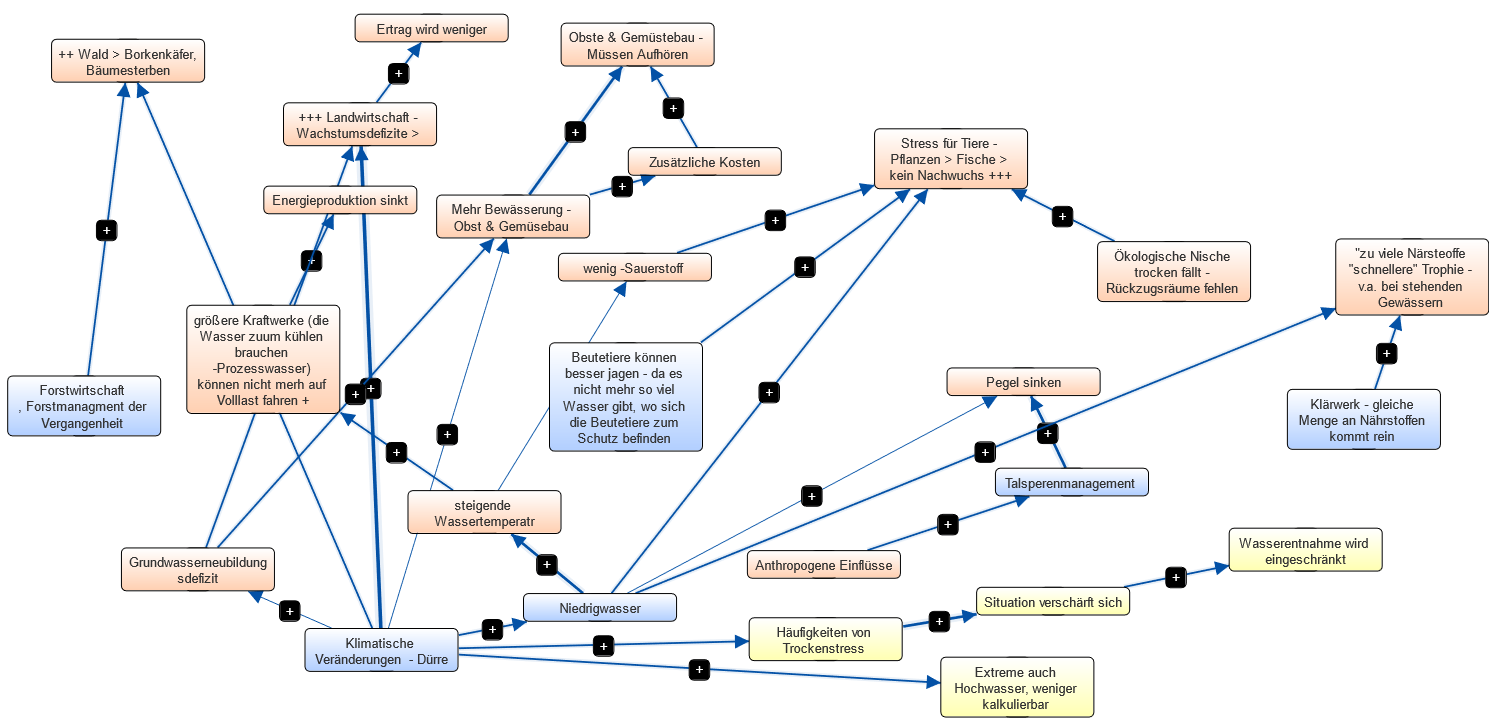 Ertrag wird weniger
++ Wald > Borkenkäfer,
Bäumesterben
Obste & Gemüstebau -
Müssen Aufhören
+
+++ Landwirtschaft -
Wachstumsdefizite >
+
+
Zusätzliche Kosten
Stress für Tiere -
Pflanzen > Fische >
kein Nachwuchs +++
+
Energieproduktion sinkt
Mehr Bewässerung -
Obst & Gemüsebau
+
+
+
+
wenig -Sauerstoff
+
Ökologische Nische
trocken fällt -
Rückzugsräume fehlen
"zu viele Närsteoffe
"schnellere" Trophie -
v.a. bei stehenden
Gewässern
größere Kraftwerke (die
Wasser zuum kühlen
brauchen
-Prozesswasser)
können nicht merh auf
Volllast fahren +
+
Beutetiere können
besser jagen - da es
nicht mehr so viel
Wasser gibt, wo sich
die Beutetiere zum
Schutz befinden
Forstwirtschaft
, Forstmanagment der
Vergangenheit
+
+
+
Pegel sinken
Klärwerk - gleiche
Menge an Nährstoffen
kommt rein
+
+
+
+
Talsperenmanagement
+
steigende
Wassertemperatr
+
Anthropogene Einflüsse
Wasserentnahme wird
eingeschränkt
Grundwasserneubildung
sdefizit
+
+
Situation verschärft sich
+
Niedrigwasser
+
+
Klimatische
Veränderungen - Dürre
+
Häufigkeiten von
Trockenstress
+
Extreme auch
Hochwasser, weniger
kalkulierbar